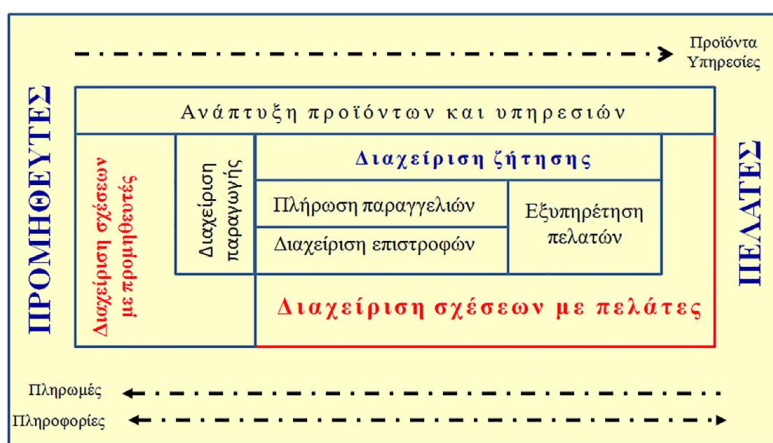 Προϊόντα
Υπηρεσίες
ΠΡΟΜΗΘΕΥΤΕΣ
Ανάπτυξη προϊόντων και υπηρεσιών
Διαχείριση σχέσεων
με προμηθευτές
Διαχείριση
παραγωγής
Διαχείριση ζήτησης
Πλήρωση παραγγελιών
Διαχείριση επιστροφών
Εξυπηρέτηση
πελατών
Διαχείριση σχέσεων με πελάτες
ΠΕΛΑΤΕΣ
Πληρωμές
Πληροφορίες